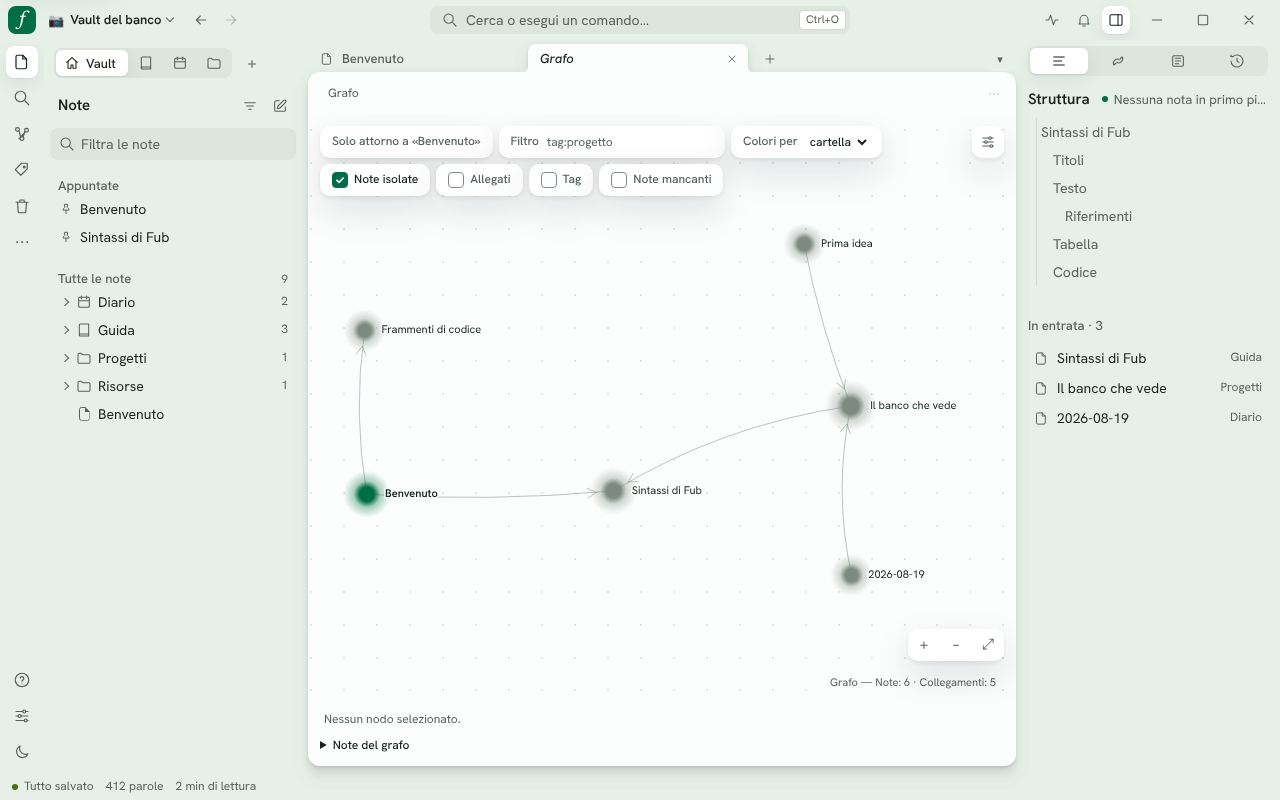 Vault del banco
Cerca o esegui un comando...
Ctrl+O
Vault
Benvenuto
Grafo
Note
Filtra le note
Appuntate
Benvenuto
Sintassi di Fub
Tutte le note 9
Diario 2
Guida 3
Progetti 1
Risorse 1
Benvenuto
Grafo
Solo attorno a «Benvenuto»
Filtro tag:progetto
Colori per cartella
Note isolate
Allegati
Tag
Note mancanti
Prima idea
Frammenti di codice
Il banco che vede
Benvenuto
Sintassi di Fub
2026-08-19
Grafo — Note: 6 · Collegamenti: 5
Nessun nodo selezionato.
Note del grafo
Struttura
Nessuna nota in primo pi...
Sintassi di Fub
Titoli
Testo
Riferimenti
Tabella
Codice
In entrata · 3
Sintassi di Fub Guida
Il banco che vede Progetti
2026-08-19 Diario
Tutto salvato 412 parole 2 min di lettura